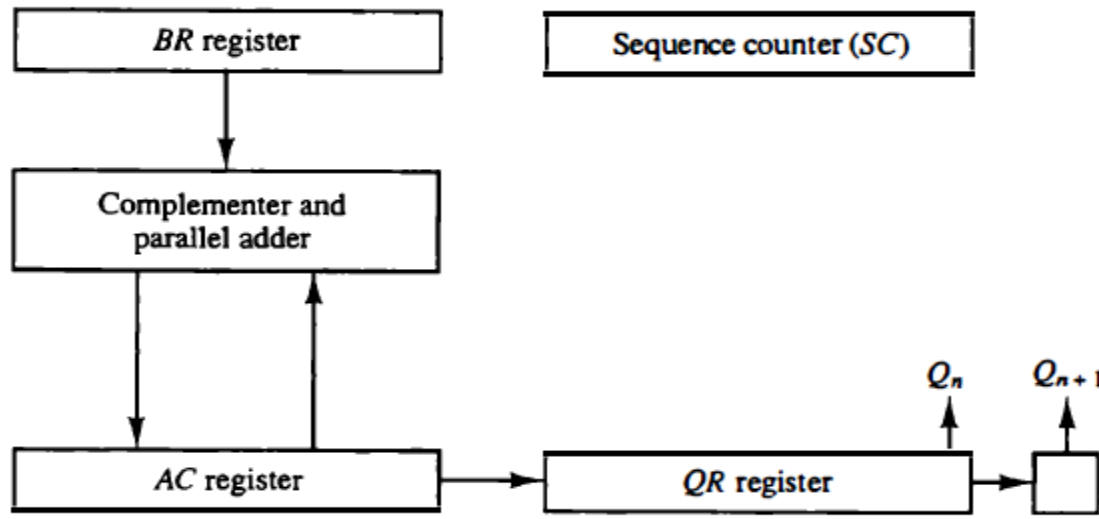 BR register
Sequence counter (SC)
Complementer and
parallel adder
Qn
Qn + 1
AC register
QR register